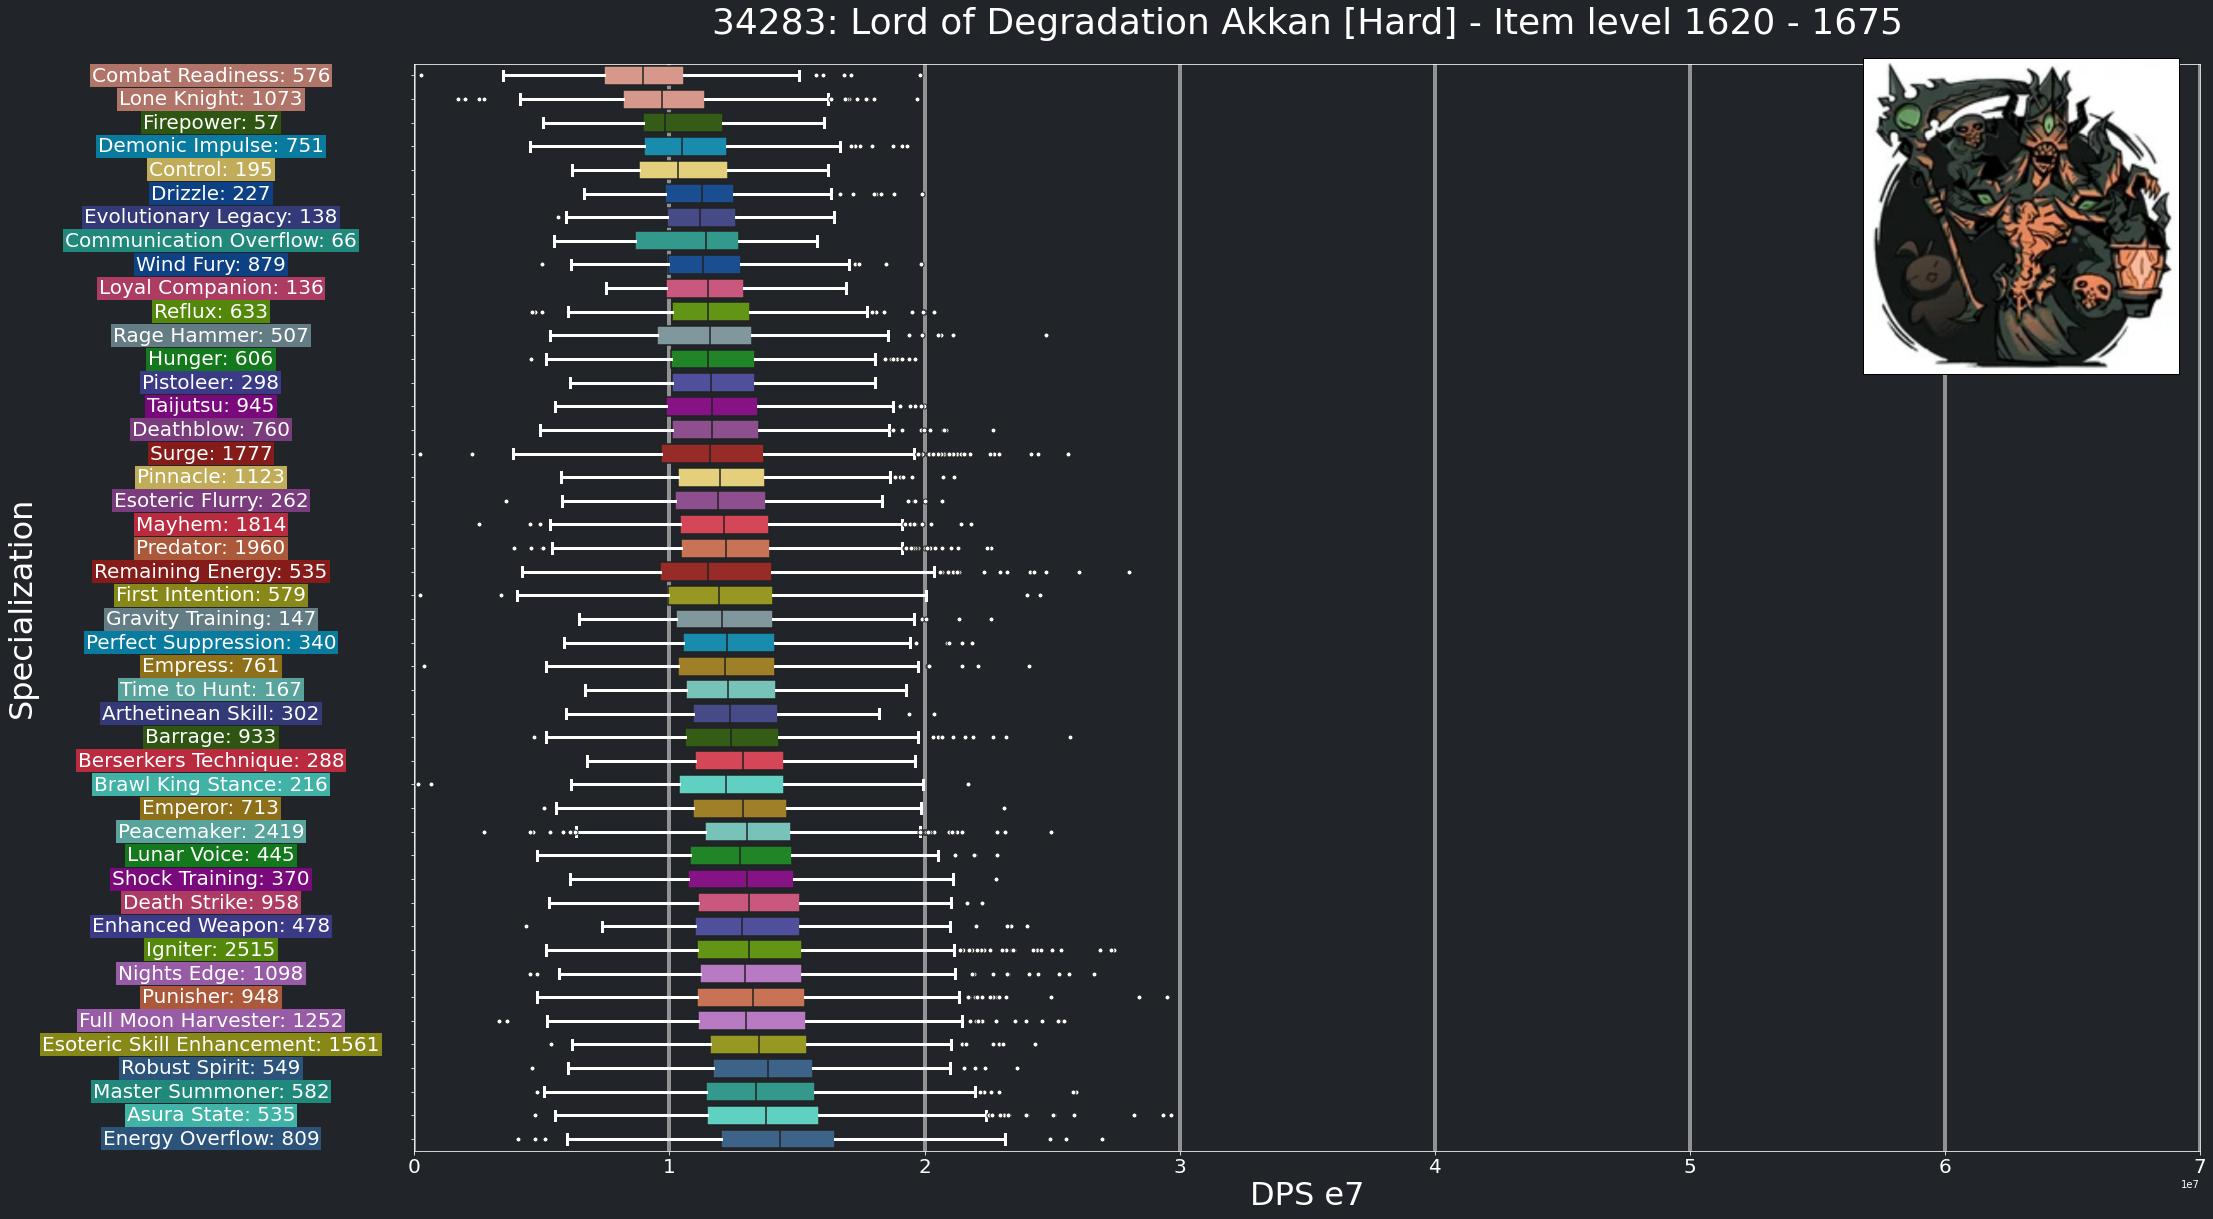 34283: Lord of Degradation Akkan [Hard] - Item level 1620 - 1675
Specialization
Combat Readiness: 576
Lone Knight: 1073
Firepower: 57
Demonic Impulse: 751
Control: 195
Drizzle: 227
Evolutionary Legacy: 138
Communication Overflow: 66
Wind Fury: 879
Loyal Companion: 136
Reflux: 633
Rage Hammer: 507
Hunger: 606
Pistoleer: 298
Taijutsu: 945
Deathblow: 760
Surge: 1777
Pinnacle: 1123
Esoteric Flurry: 262
Mayhem: 1814
Predator: 1960
Remaining Energy: 535
First Intention: 579
Gravity Training: 147
Perfect Suppression: 340
Empress: 761
Time to Hunt: 167
Arthetinean Skill: 302
Barrage: 933
Berserkers Technique: 288
Brawl King Stance: 216
Emperor: 713
Peacemaker: 2419
Lunar Voice: 445
Shock Training: 370
Death Strike: 958
Enhanced Weapon: 478
Igniter: 2515
Nights Edge: 1098
Punisher: 948
Full Moon Harvester: 1252
Esoteric Skill Enhancement: 1561
Robust Spirit: 549
Master Summoner: 582
Asura State: 535
Energy Overflow: 809
0 1 2 3 4 5 6 7
1e7
DPS e7